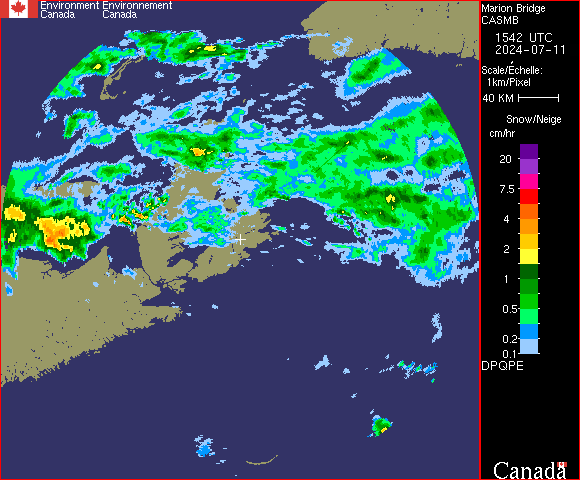 Environment Environnement
Canada Canada
Marion Bridge
CASMB
1542 UTC
2024-07-11
Scale/Echelle:
1km/Pixel
40 KM
Snow/Neige
cm/hr
20
7.5
4
2
1
0.5
0.2
0.1
DPQPE
Canada